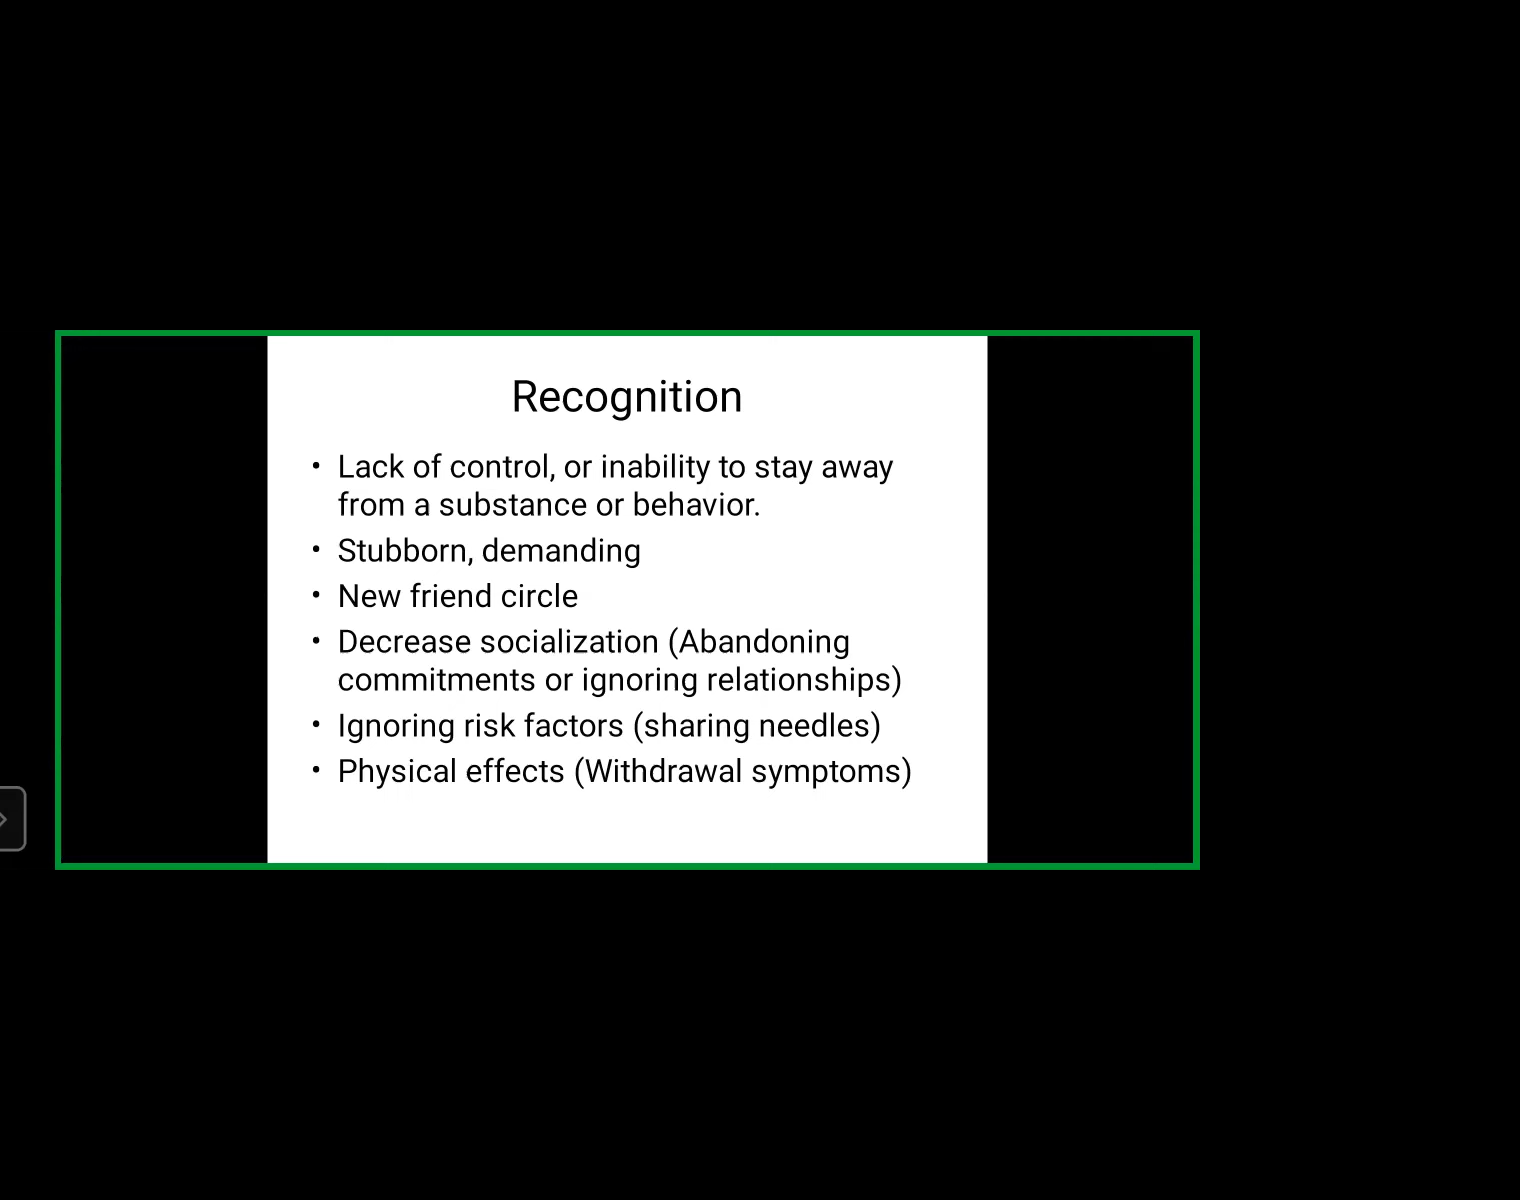 Recognition
• Lack of control, or inability to stay away
from a substance or behavior.
• Stubborn, demanding
• New friend circle
• Decrease socialization (Abandoning
commitments or ignoring relationships)
• Ignoring risk factors (sharing needles)
• Physical effects (Withdrawal symptoms)